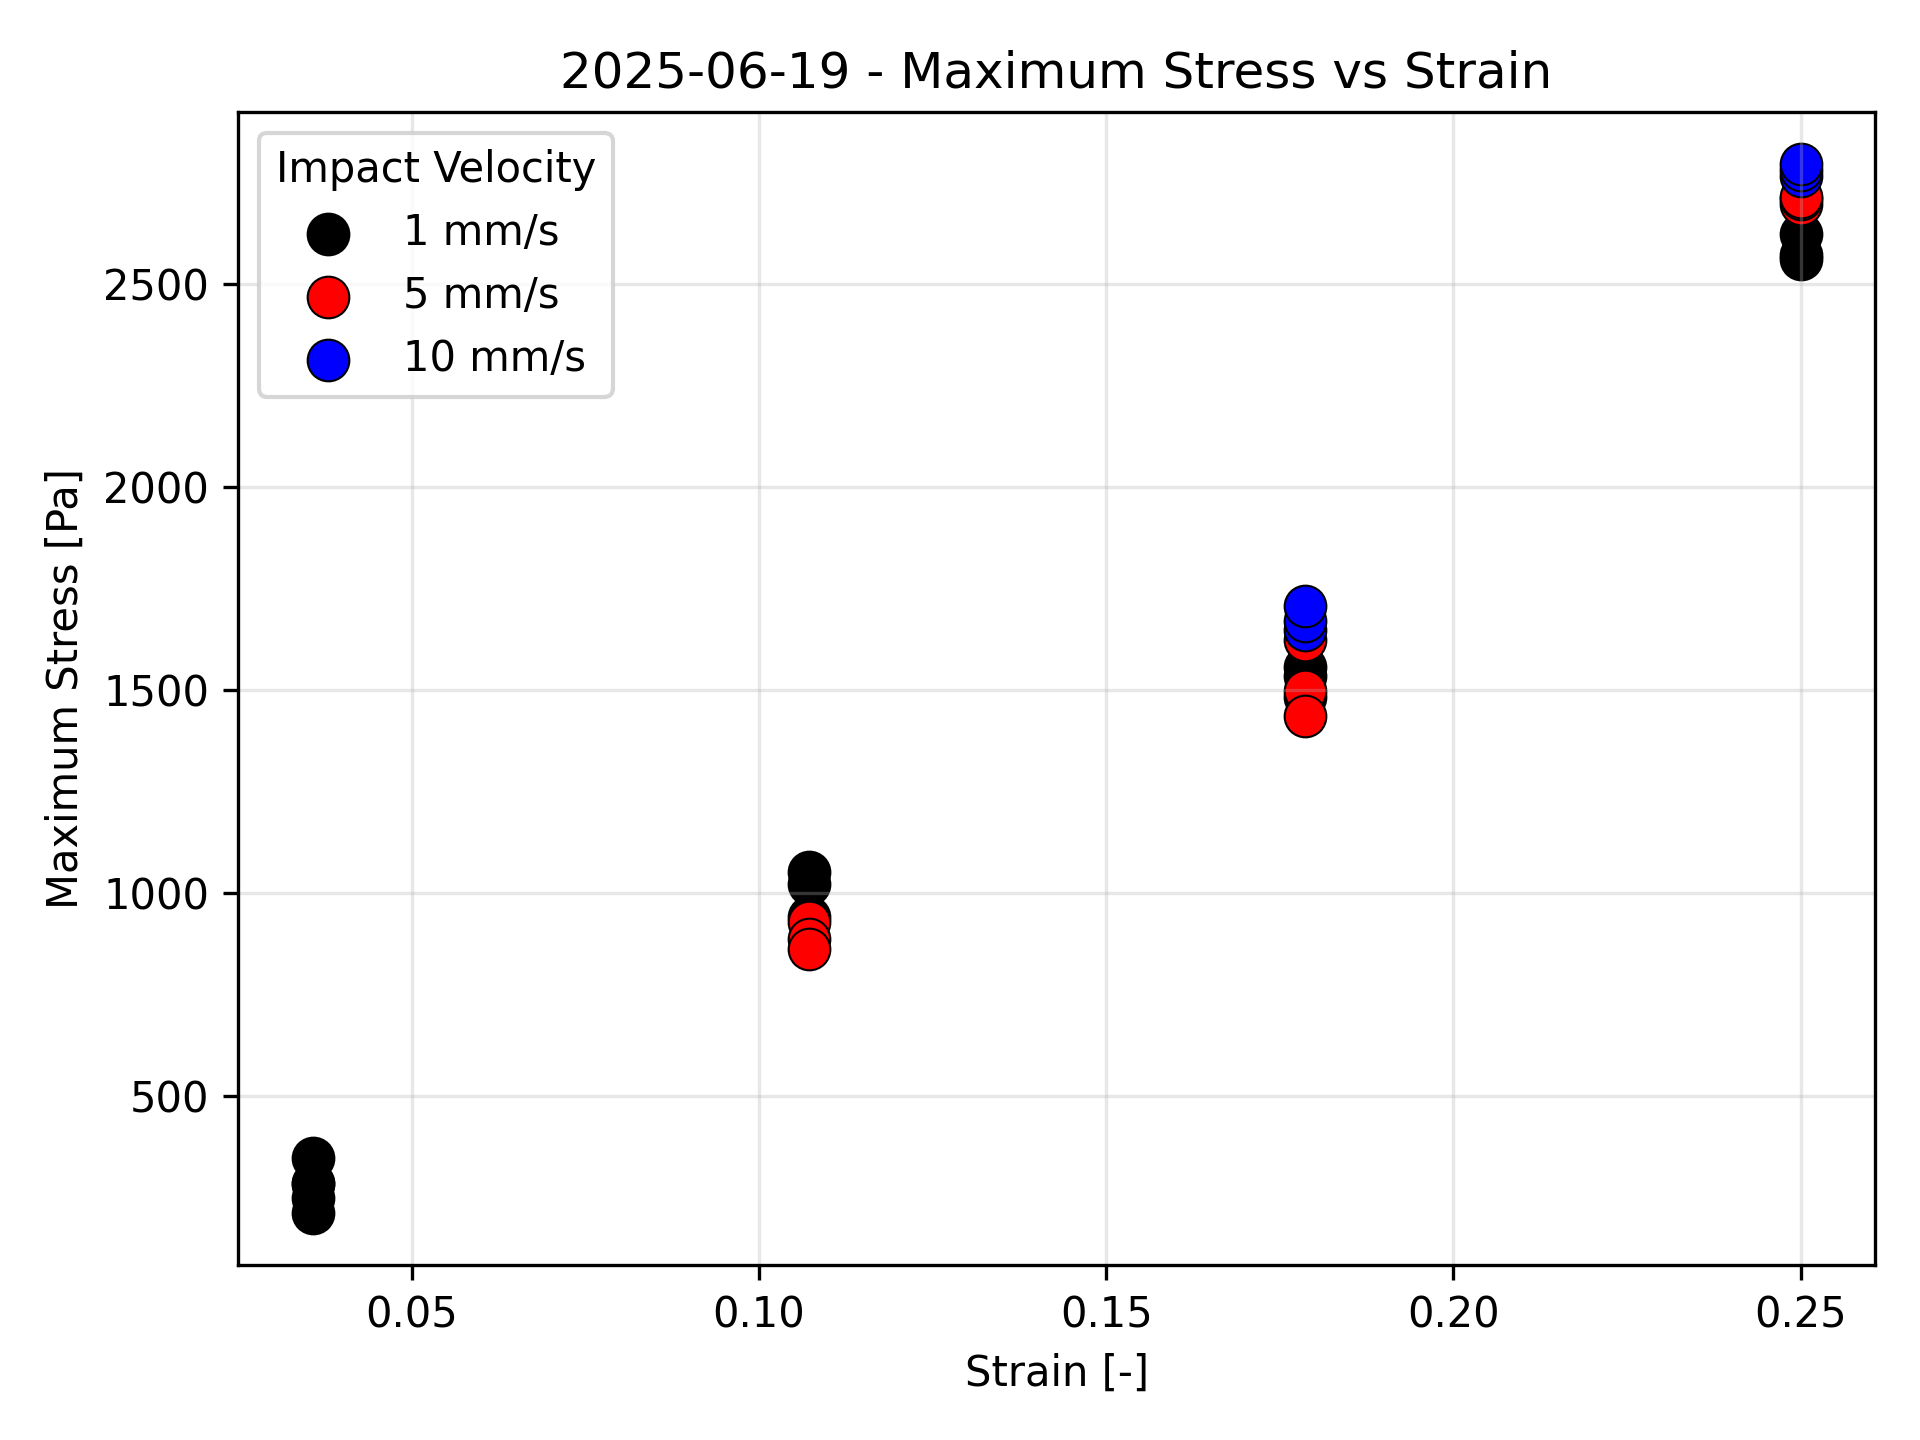 2025-06-19 - Maximum Stress vs Strain
Impact Velocity
1 mm/s
5 mm/s
10 mm/s
Maximum Stress [Pa]
2500
2000
1500
1000
500
0.05
0.10
0.15
0.20
0.25
Strain [-]